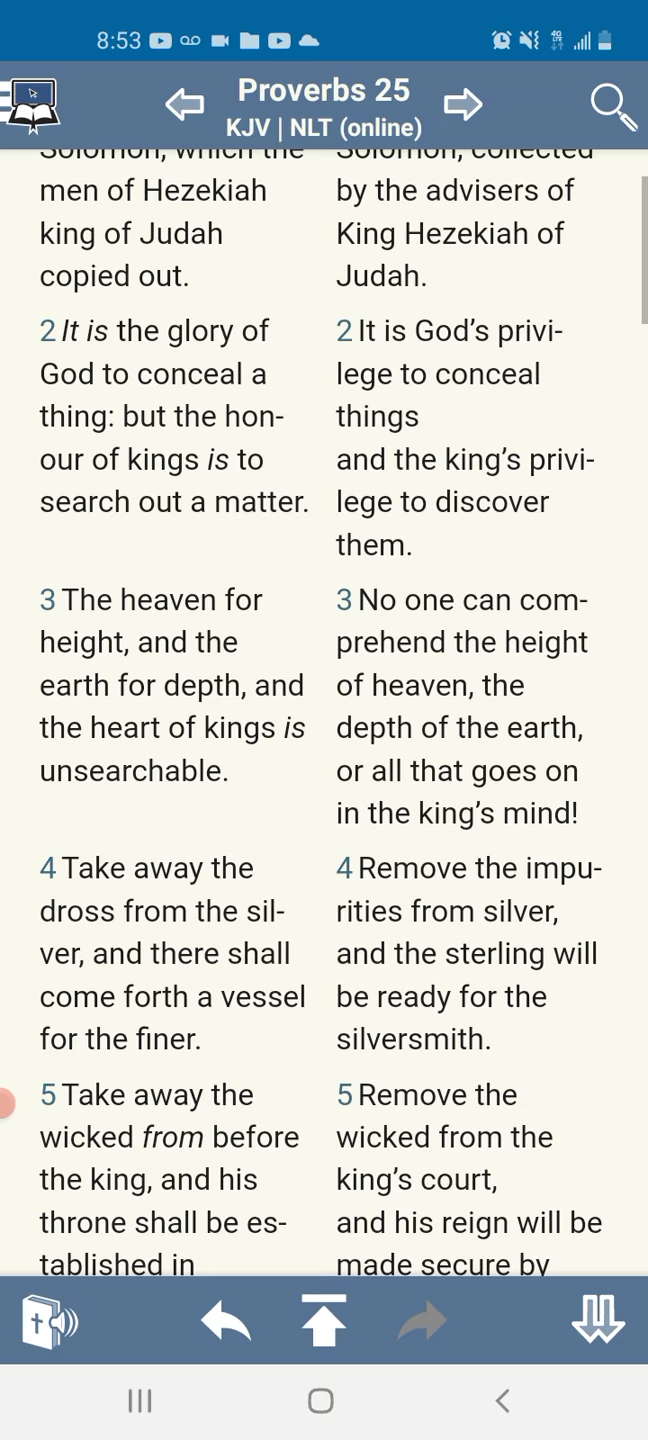 8:53
Proverbs 25
KJV | NLT (online)
Solomon, which the
men of Hezekiah
king of Judah
copied out.
2 It is the glory of
God to conceal a
thing: but the hon-
our of kings is to
search out a matter.
3 The heaven for
height, and the
earth for depth, and
the heart of kings is
unsearchable.
4 Take away the
dross from the sil-
ver, and there shall
come forth a vessel
for the finer.
5 Take away the
wicked from before
the king, and his
throne shall be es-
tablished in
Solomon, collected
by the advisers of
King Hezekiah of
Judah.
2 It is God’s privi-
lege to conceal
things
and the king’s privi-
lege to discover
them.
3 No one can com-
prehend the height
of heaven, the
depth of the earth,
or all that goes on
in the king’s mind!
4 Remove the impu-
rities from silver,
and the sterling will
be ready for the
silversmith.
5 Remove the
wicked from the
king’s court,
and his reign will be
made secure by